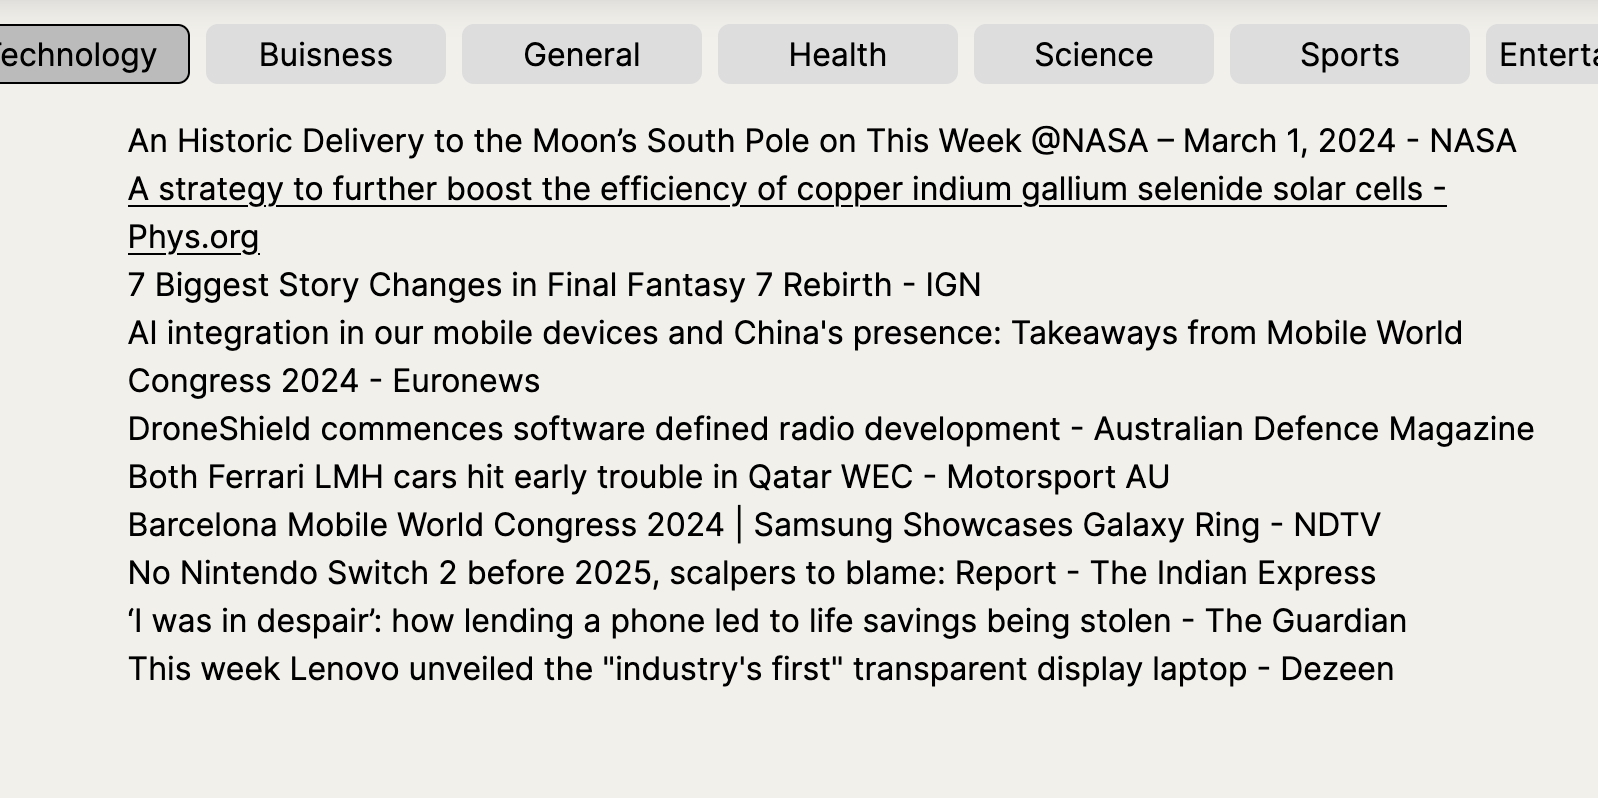 Technology Buisness General Health Science Sports Enterta
An Historic Delivery to the Moon’s South Pole on This Week @NASA – March 1, 2024 - NASA
A strategy to further boost the efficiency of copper indium gallium selenide solar cells -
Phys.org
7 Biggest Story Changes in Final Fantasy 7 Rebirth - IGN
AI integration in our mobile devices and China's presence: Takeaways from Mobile World
Congress 2024 - Euronews
DroneShield commences software defined radio development - Australian Defence Magazine
Both Ferrari LMH cars hit early trouble in Qatar WEC - Motorsport AU
Barcelona Mobile World Congress 2024 | Samsung Showcases Galaxy Ring - NDTV
No Nintendo Switch 2 before 2025, scalpers to blame: Report - The Indian Express
‘I was in despair’: how lending a phone led to life savings being stolen - The Guardian
This week Lenovo unveiled the "industry's first" transparent display laptop - Dezeen